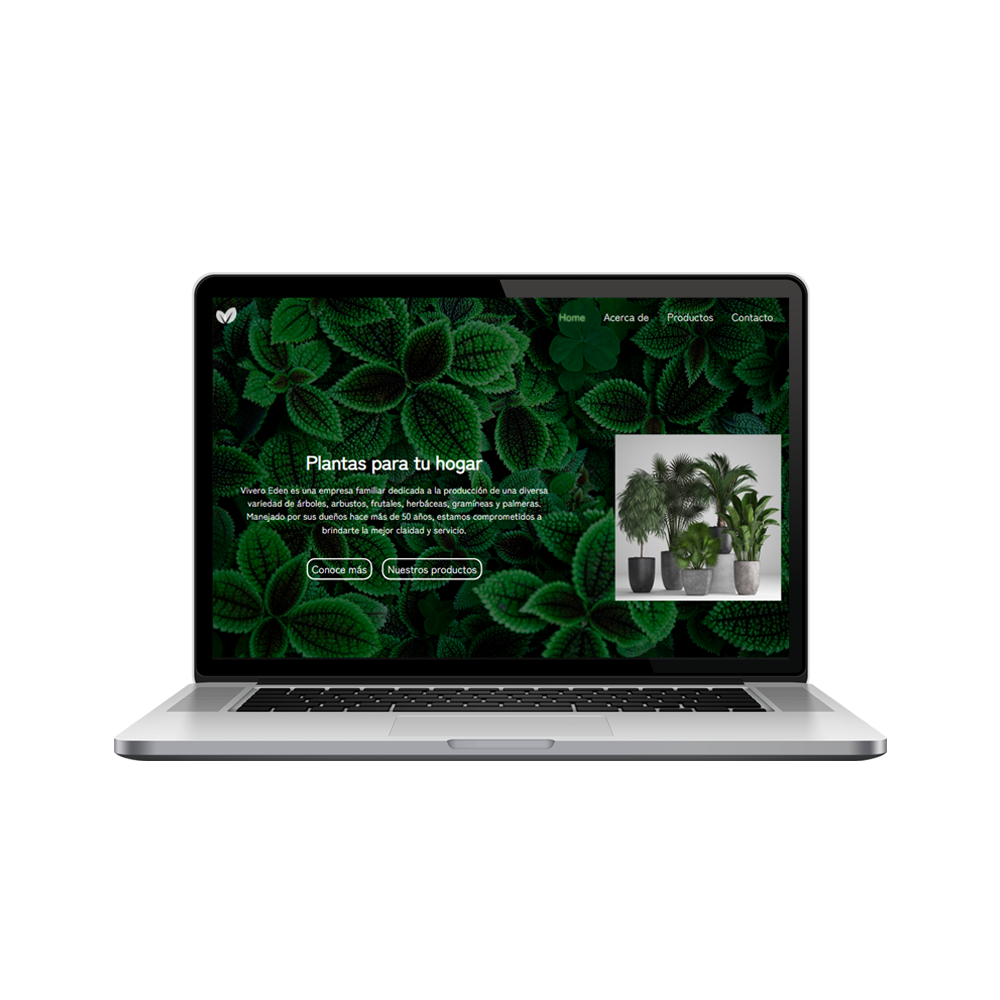 Home Acerca de Productos Contacto
Plantas para tu hogar
Vivero Eden es una empresa familiar dedicada a la producción de una diversa
variedad de árboles, arbustos, frutales, herbáceas, gramíneas y palmeras.
Manejado por sus dueños hace más de 50 años, estamos comprometidos a
brindarte la mejor claidad y servicio.
Conoce más Nuestros productos